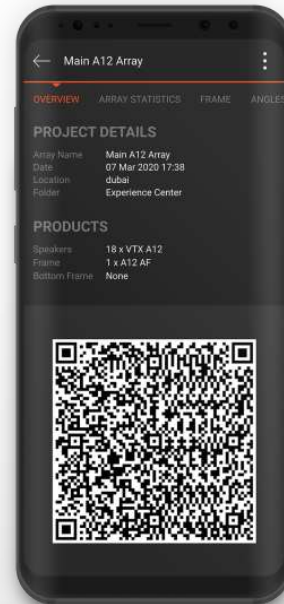 Main A12 Array
OVERVIEW ARRAY STATISTICS FRAME ANGLES
PROJECT DETAILS
Array Name Main A12 Array
Date 07 Mar 2020 17:38
Location dubai
Folder Experience Center
PRODUCTS
Speakers 18 x VTX A12
Frame 1 x A12 AF
Bottom Frame None